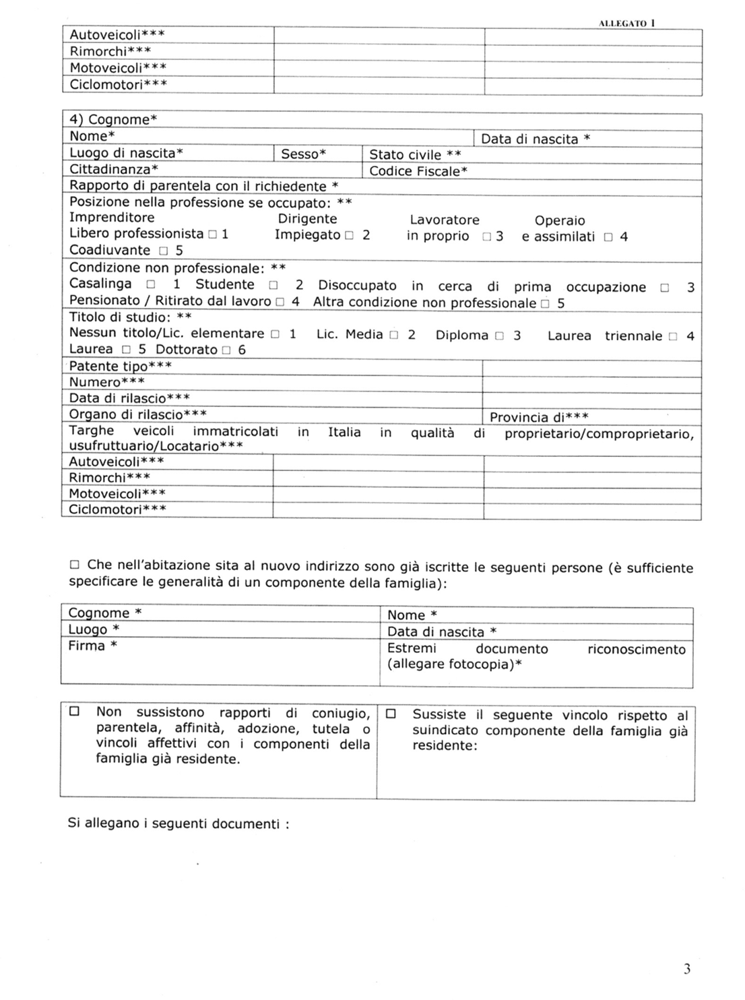 ALLEGATO 1
Autoveicoli***
Rimorchi***
Motoveicoli***
Ciclomotori***
4) Cognome*
Nome* Data di nascita *
Luogo di nascita* Sesso* Stato civile **
Cittadinanza* Codice Fiscale*
Rapporto di parentela con il richiedente *
Posizione nella professione se occupato: **
Imprenditore Dirigente Lavoratore Operaio
Libero professionista □ 1 Impiegato □ 2 in proprio □ 3 e assimilati □ 4
Coadiuvante □ 5
Condizione non professionale: **
Casalinga □ 1 Studente □ 2 Disoccupato in cerca di prima occupazione □ 3
Pensionato / Ritirato dal lavoro □ 4 Altra condizione non professionale □ 5
Titolo di studio: **
Nessun titolo/Lic. elementare □ 1 Lic. Media □ 2 Diploma □ 3 Laurea triennale □ 4
Laurea □ 5 Dottorato □ 6
Patente tipo***
Numero***
Data di rilascio***
Organo di rilascio*** Provincia di***
Targhe veicoli immatricolati in Italia in qualità di proprietario/comproprietario,
usufruttuario/Locatario***
Autoveicoli***
Rimorchi***
Motoveicoli***
Ciclomotori***
□ Che nell'abitazione sita al nuovo indirizzo sono già iscritte le seguenti persone (è sufficiente
specificare le generalità di un componente della famiglia):
Cognome * Nome *
Luogo * Data di nascita *
Firma * Estremi documento riconoscimento
(allegare fotocopia)*
□ Non sussistono rapporti di coniugio,
parentela, affinità, adozione, tutela o
vincoli affettivi con i componenti della
famiglia già residente.
□ Sussiste il seguente vincolo rispetto al
suindicato componente della famiglia già
residente:
Si allegano i seguenti documenti :
3